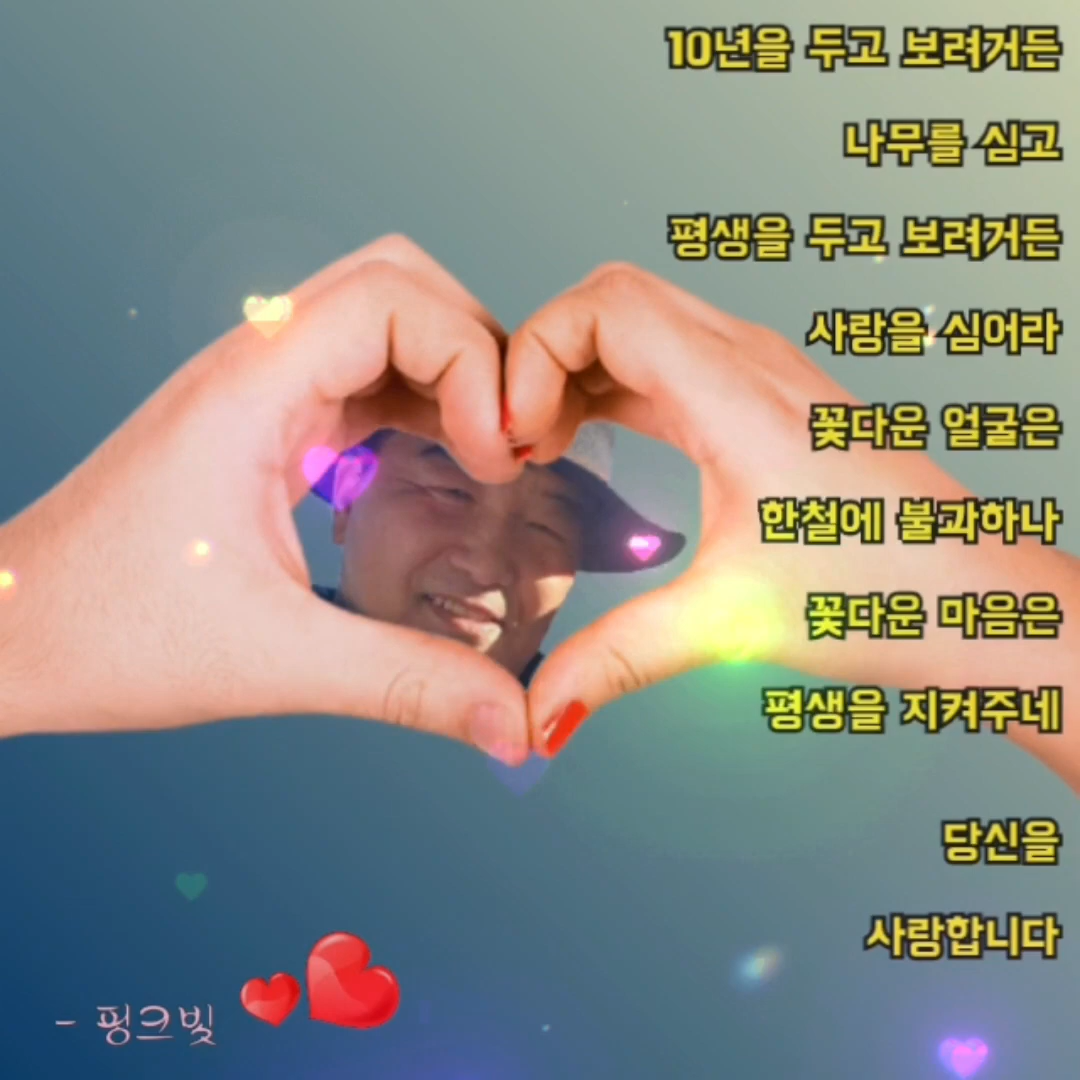 10년을 두고 보려거든
나무를 심고
평생을 두고 보려거든
사랑을 심어라
꽃다운 얼굴은
한철에 불과하나
꽃다운 마음은
평생을 지켜주네
당신을
사랑합니다
- 핑크빛